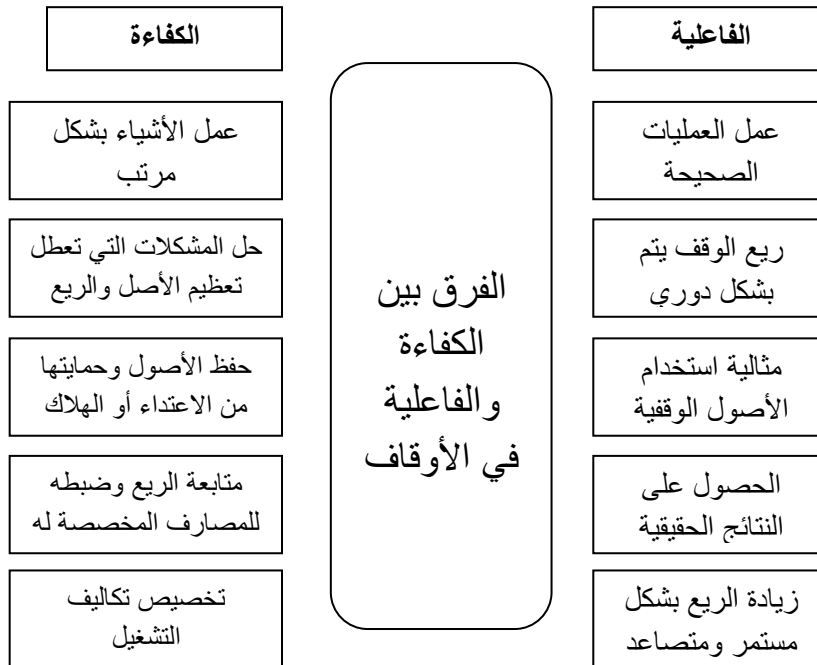 الفاعلية
عمل العمليات
الصحيحة
ريع الوقف يتم
بشكل دوري
مثالية استخدام
الأصول الوقفية
الحصول على
النتائج الحقيقية
زيادة الريع بشكل
مستمر ومتصاعد
الفرق بين
الكفاءة
والفاعلية
في الأوقاف
الكفاءة
عمل الأشياء بشكل
مرتب
حل المشكلات التي تعطل
تعظيم الأصل والريع
حفظ الأصول وحمايتها
من الاعتداء أو الهلاك
متابعة الريع وضبطه
للمصارف المخصصة له
تخصيص تكاليف
التشغيل